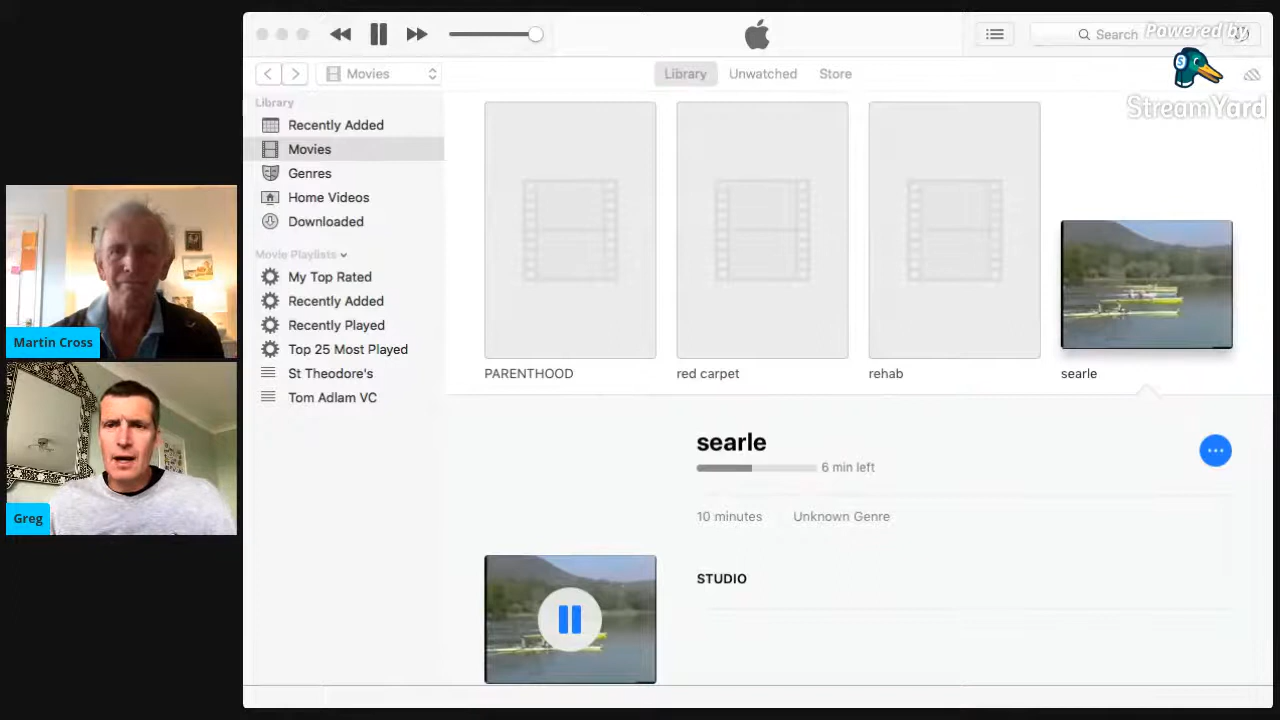 Search
Powered by
StreamYard
Movies
Library
Unwatched
Store
Library
Recently Added
Movies
Genres
Home Videos
Downloaded
Movie Playlists
My Top Rated
Recently Added
Recently Played
Top 25 Most Played
St Theodore's
Tom Adlam VC
PARENTHOOD
red carpet
rehab
searle
searle
6 min left
10 minutes
Unknown Genre
STUDIO
Martin Cross
Greg